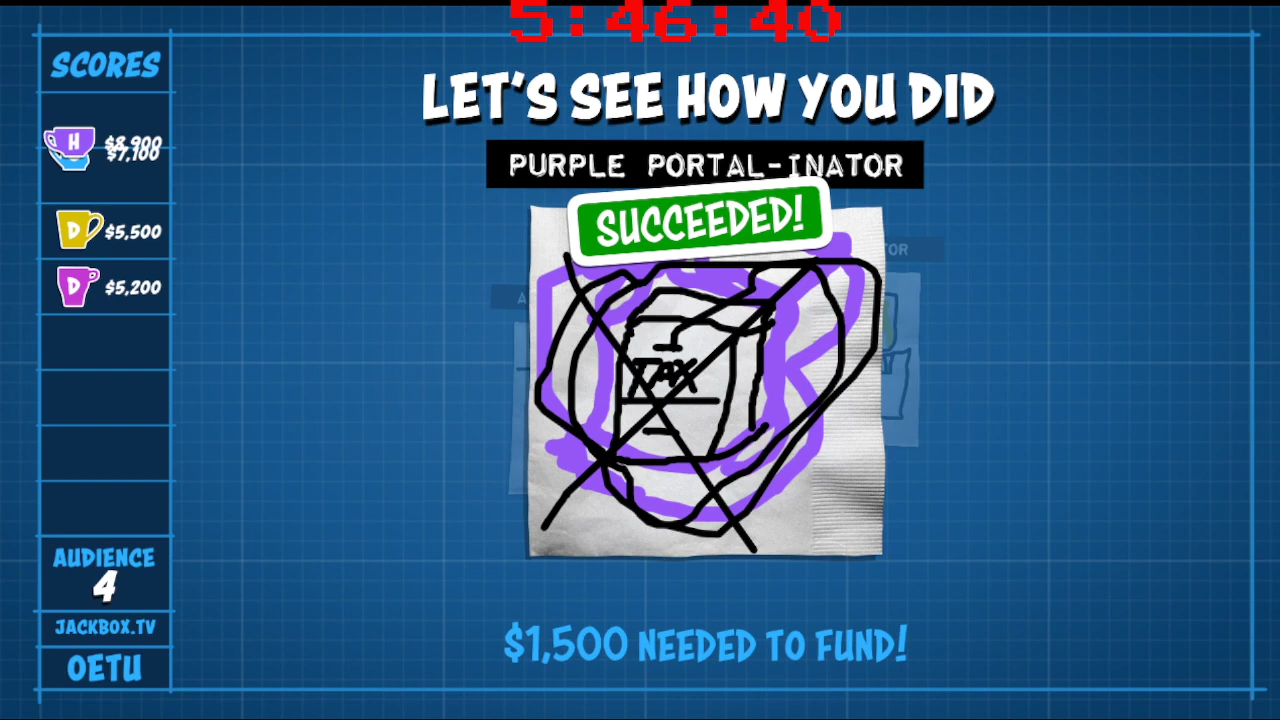 5:46:40
SCORES
LET'S SEE HOW YOU DID
H $8,900
$7,100
PURPLE PORTAL-INATOR
SUCCEEDED!
D $5,500
D $5,200
TAX
AUDIENCE
4
JACKBOX.TV
OETU
$1,500 NEEDED TO FUND!